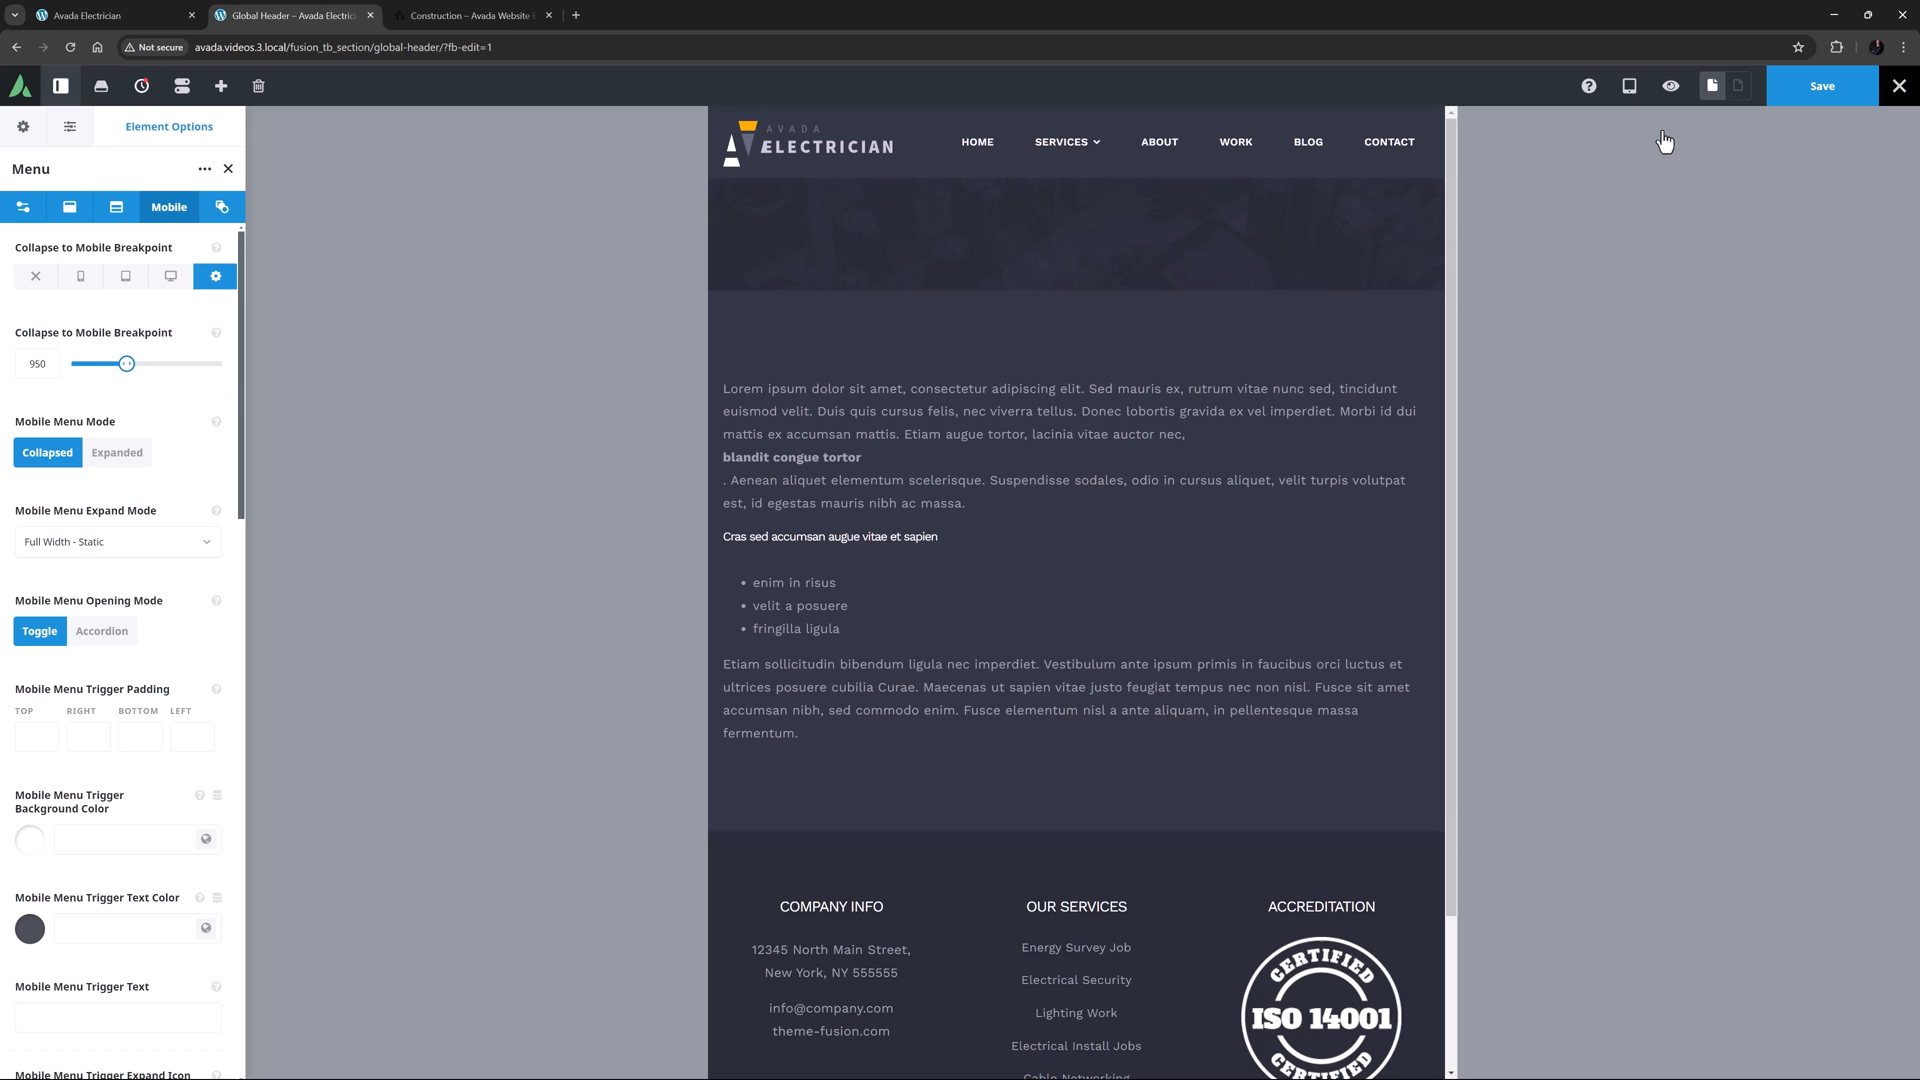 Avada Electrician
Global Header – Avada Electric
Construction – Avada Website
Not secure
avada.videos.3.local/fusion_tb_section/global-header/?fb-edit=1
Save
Element Options
Menu
Mobile
Collapse to Mobile Breakpoint
Collapse to Mobile Breakpoint
950
Mobile Menu Mode
Collapsed
Expanded
Mobile Menu Expand Mode
Full Width - Static
Mobile Menu Opening Mode
Toggle
Accordion
Mobile Menu Trigger Padding
TOP RIGHT BOTTOM LEFT
Mobile Menu Trigger
Background Color
Mobile Menu Trigger Text Color
Mobile Menu Trigger Text
Mobile Menu Trigger Expand Icon
AVADA
ELECTRICIAN
HOME SERVICES ABOUT WORK BLOG CONTACT
Lorem ipsum dolor sit amet, consectetur adipiscing elit. Sed mauris ex, rutrum vitae nunc sed, tincidunt
euismod velit. Duis quis cursus felis, nec viverra tellus. Donec lobortis gravida ex vel imperdiet. Morbi id dui
mattis ex accumsan mattis. Etiam augue tortor, lacinia vitae auctor nec,
blandit congue tortor
. Aenean aliquet elementum scelerisque. Suspendisse sodales, odio in cursus aliquet, velit turpis volutpat
est, id egestas mauris nibh ac massa.
Cras sed accumsan augue vitae et sapien
• enim in risus
• velit a posuere
• fringilla ligula
Etiam sollicitudin bibendum ligula nec imperdiet. Vestibulum ante ipsum primis in faucibus orci luctus et
ultrices posuere cubilia Curae. Maecenas ut sapien vitae justo feugiat tempus nec non nisl. Fusce sit amet
accumsan nibh, sed commodo enim. Fusce elementum nisl a ante aliquam, in pellentesque massa
fermentum.
COMPANY INFO
12345 North Main Street,
New York, NY 555555
info@company.com
theme-fusion.com
OUR SERVICES
Energy Survey Job
Electrical Security
Lighting Work
Electrical Install Jobs
Cable Networking
ACCREDITATION
CERTIFIED
ISO 14001
CERTIFIED